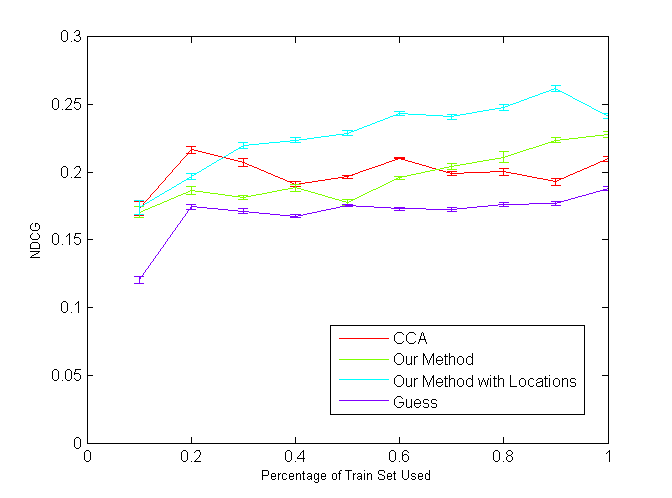 0.3
0.25
0.2
0.15
0.1
0.05
0
NDCG
CCA
Our Method
Our Method with Locations
Guess
0 0.2 0.4 0.6 0.8 1
Percentage of Train Set Used